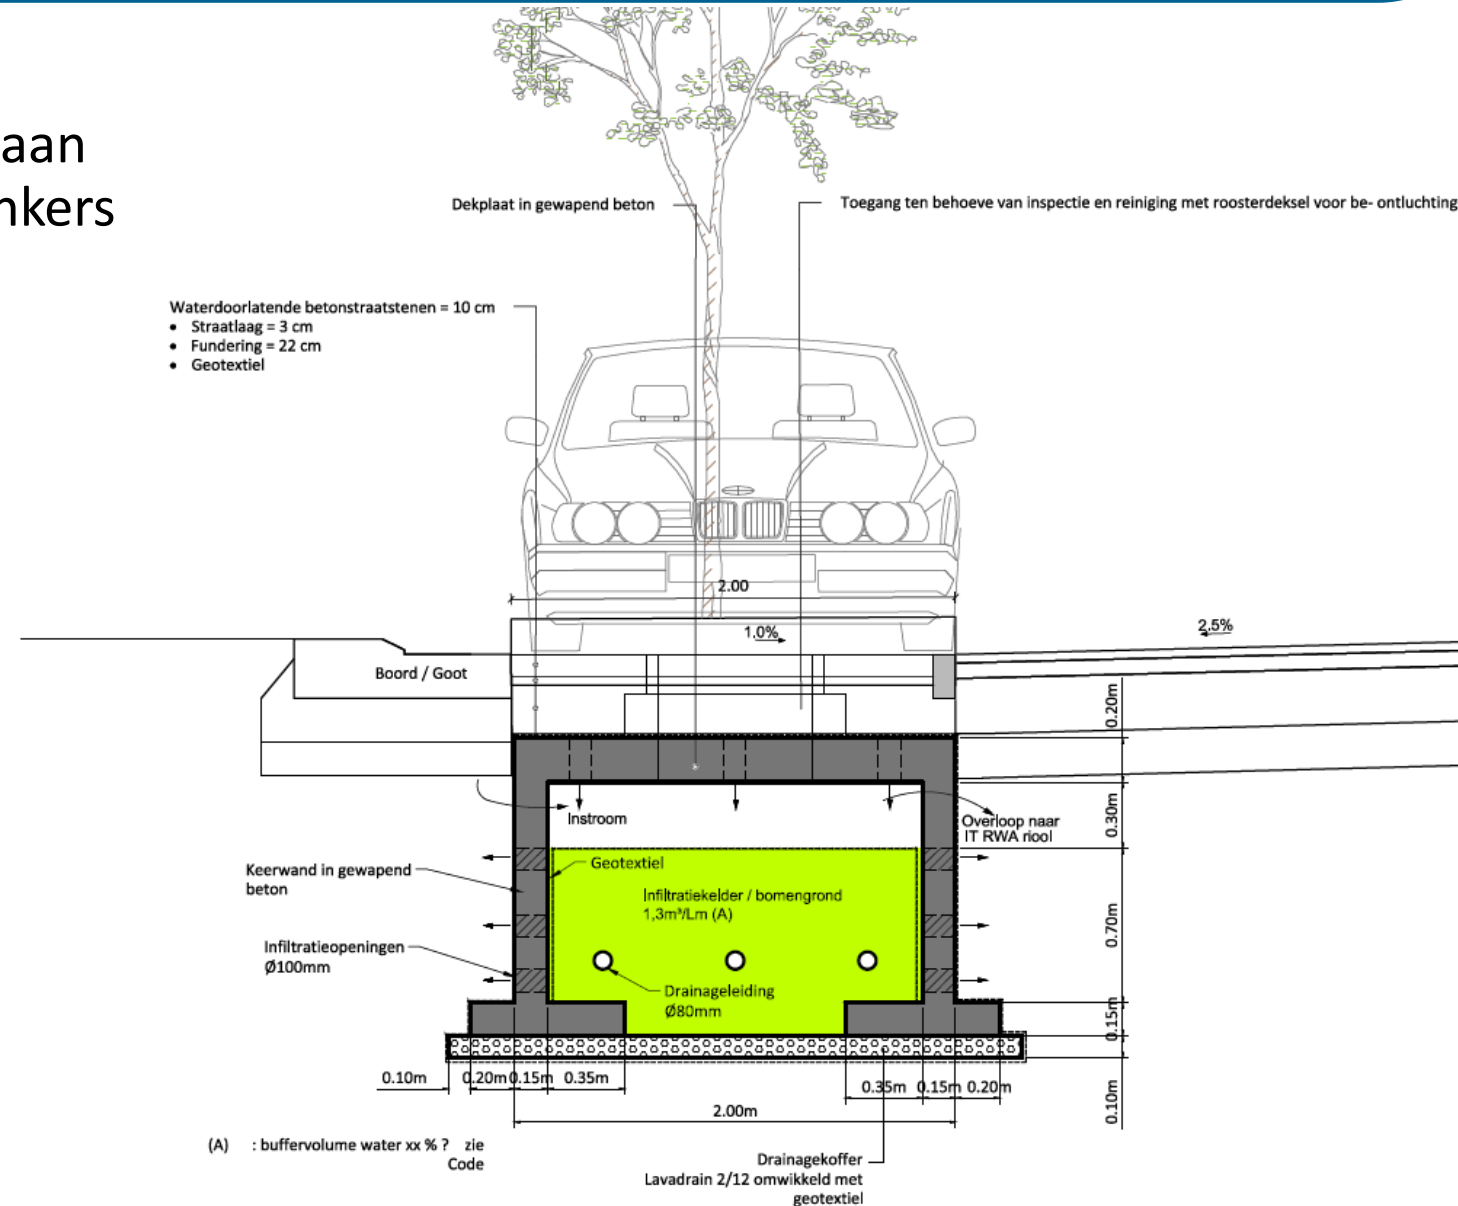 aan
nkers
Dekplaat in gewapend beton
Toegang ten behoeve van inspectie en reiniging met roosterdeksel voor be- ontluchting
Waterdoorlatende betonstraatstenen = 10 cm
• Straatlaag = 3 cm
• Fundering = 22 cm
• Geotextiel
2.00
1.0%
2.5%
Boord / Goot
0.20m
Instroom
Overloop naar
IT RWA riool
0.30m
Keerwand in gewapend
beton
Geotextiel
Infiltratiekelder / bomengrond
1,3m³/Lm (A)
0.70m
Infiltratieopeningen
Ø100mm
Drainageleiding
Ø80mm
0.15m
0.10m
0.20m
0.15m
0.35m
0.35m
0.15m
0.20m
0.10m
2.00m
(A) : buffervolume water xx % ? zie
Code
Drainagekoffer
Lavadrain 2/12 omwikkeld met
geotextiel